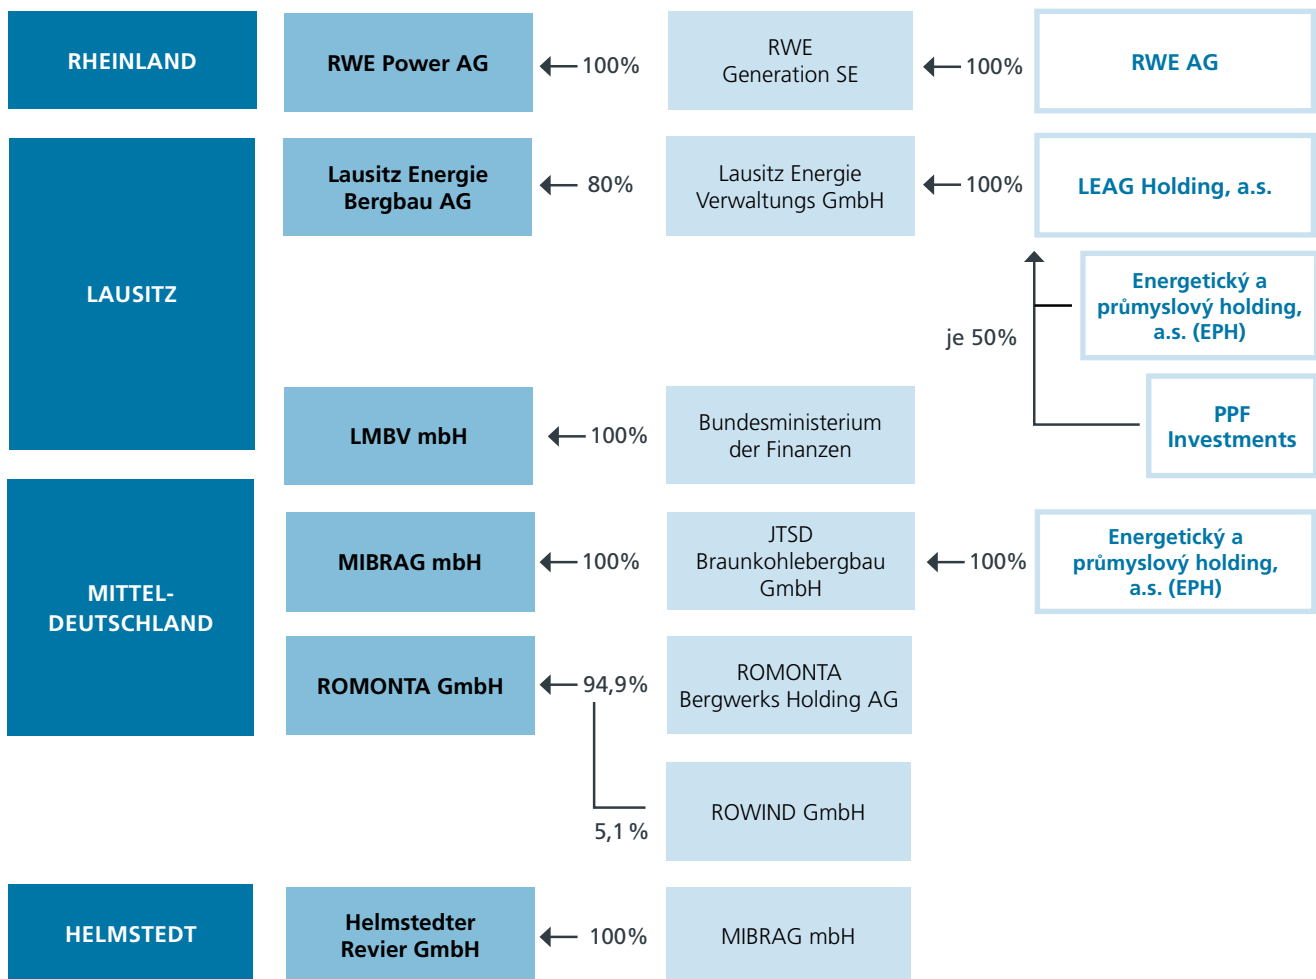 RHEINLAND
RWE Power AG
100%
RWE
Generation SE
100%
RWE AG
LAUSITZ
Lausitz Energie
Bergbau AG
80%
Lausitz Energie
Verwaltungs GmbH
100%
LEAG Holding, a.s.
je 50%
Energetický a
průmyslový holding,
a.s. (EPH)
PPF
Investments
LMBV mbH
100%
Bundesministerium
der Finanzen
MITTEL-
DEUTSCHLAND
MIBRAG mbH
100%
JTSD
Braunkohlebergbau
GmbH
100%
Energetický a
průmyslový holding,
a.s. (EPH)
ROMONTA GmbH
94,9%
ROMONTA
Bergwerks Holding AG
5,1 %
ROWIND GmbH
HELMSTEDT
Helmstedter
Revier GmbH
100%
MIBRAG mbH